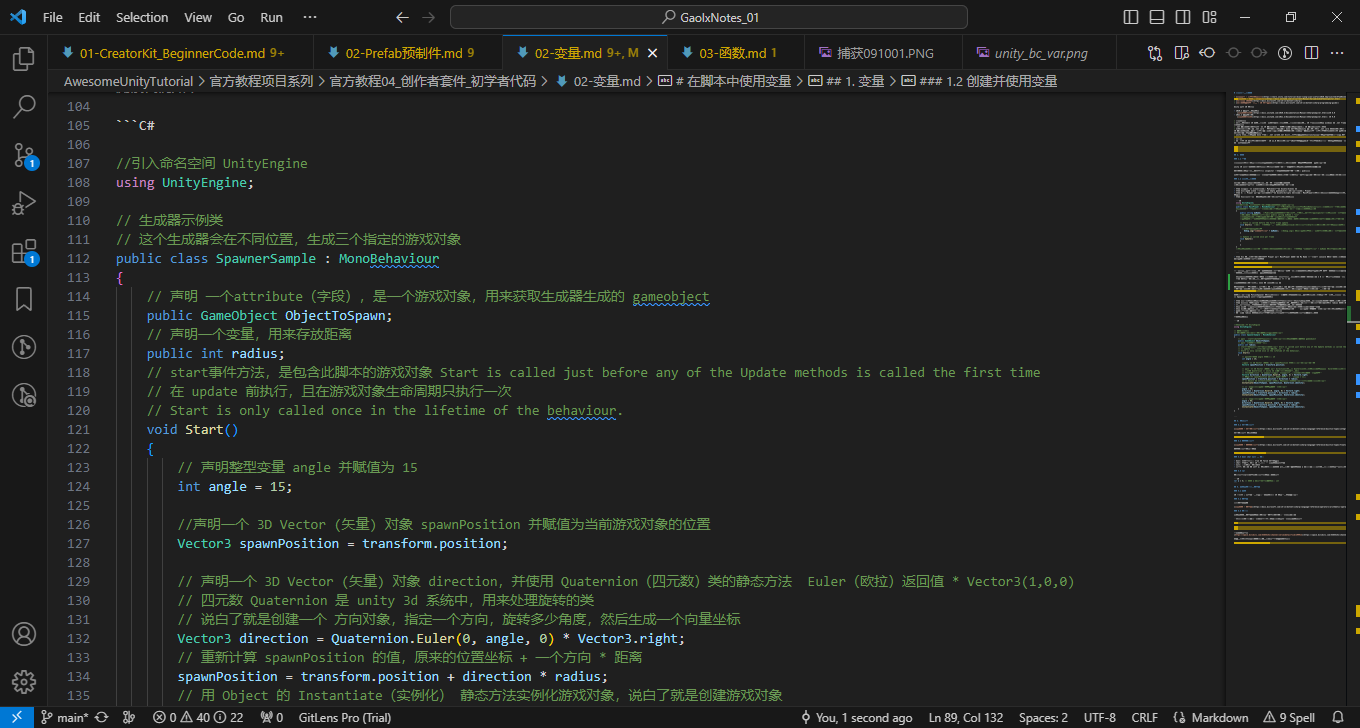 File Edit Selection View Go Run ··· GaolxNotes_01
01-CreatorKit_BeginnerCode.md 9+ 02-Prefab预制件.md 9 02-变量.md 9+, M 03-函数.md 1 捕获091001.PNG unity_bc_var.png
AwesomeUnityTutorial > 官方教程项目系列 > 官方教程04_创作者套件_初学者代码 > 02-变量.md > # 在脚本中使用变量 > ## 1. 变量 > ### 1.2 创建并使用变量
104
105 ```C#
106
107 //引入命名空间 UnityEngine
108 using UnityEngine;
109
110 // 生成器示例类
111 // 这个生成器会在不同位置，生成三个指定的游戏对象
112 public class SpawnerSample : MonoBehaviour
113 {
114 // 声明 一个attribute（字段），是一个游戏对象，用来获取生成器生成的 gameobject
115 public GameObject ObjectToSpawn;
116 // 声明一个变量，用来存放距离
117 public int radius;
118 // start事件方法，是包含此脚本的游戏对象 Start is called just before any of the Update methods is called the first time
119 // 在 update 前执行，且在游戏对象生命周期只执行一次
120 // Start is only called once in the lifetime of the behaviour.
121 void Start()
122 {
123 // 声明整型变量 angle 并赋值为 15
124 int angle = 15;
125
126 //声明一个 3D Vector（矢量）对象 spawnPosition 并赋值为当前游戏对象的位置
127 Vector3 spawnPosition = transform.position;
128
129 // 声明一个 3D Vector（矢量）对象 direction，并使用 Quaternion（四元数）类的静态方法  Euler（欧拉）返回值 * Vector3(1,0,0)
130 // 四元数 Quaternion 是 unity 3d 系统中，用来处理旋转的类
131 // 说白了就是创建一个 方向对象，指定一个方向，旋转多少角度，然后生成一个向量坐标
132 Vector3 direction = Quaternion.Euler(0, angle, 0) * Vector3.right;
133 // 重新计算 spawnPosition 的值，原来的位置坐标 + 一个方向 * 距离
134 spawnPosition = transform.position + direction * radius;
135 // 用 Object 的 Instantiate（实例化） 静态方法实例化游戏对象，说白了就是创建游戏对象
1
1
main* 0 40 22 0 GitLens Pro (Trial) You, 1 second ago Ln 89, Col 132 Spaces: 2 UTF-8 CRLF Markdown 9 Spell